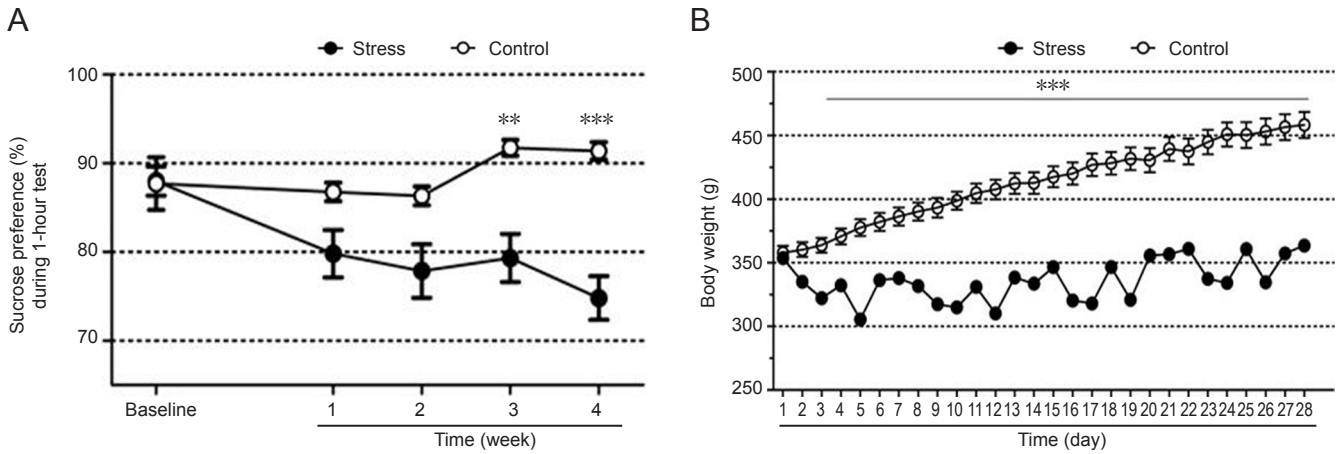 A
Stress Control
100
90
80
70
Sucrose preference (%)
during 1-hour test
** ***
Baseline 1 2 3 4
Time (week)
B
Stress Control
500
450
400
350
300
250
Body weight (g)
***
1 2 3 4 5 6 7 8 9 10 11 12 13 14 15 16 17 18 19 20 21 22 23 24 25 26 27 28
Time (day)